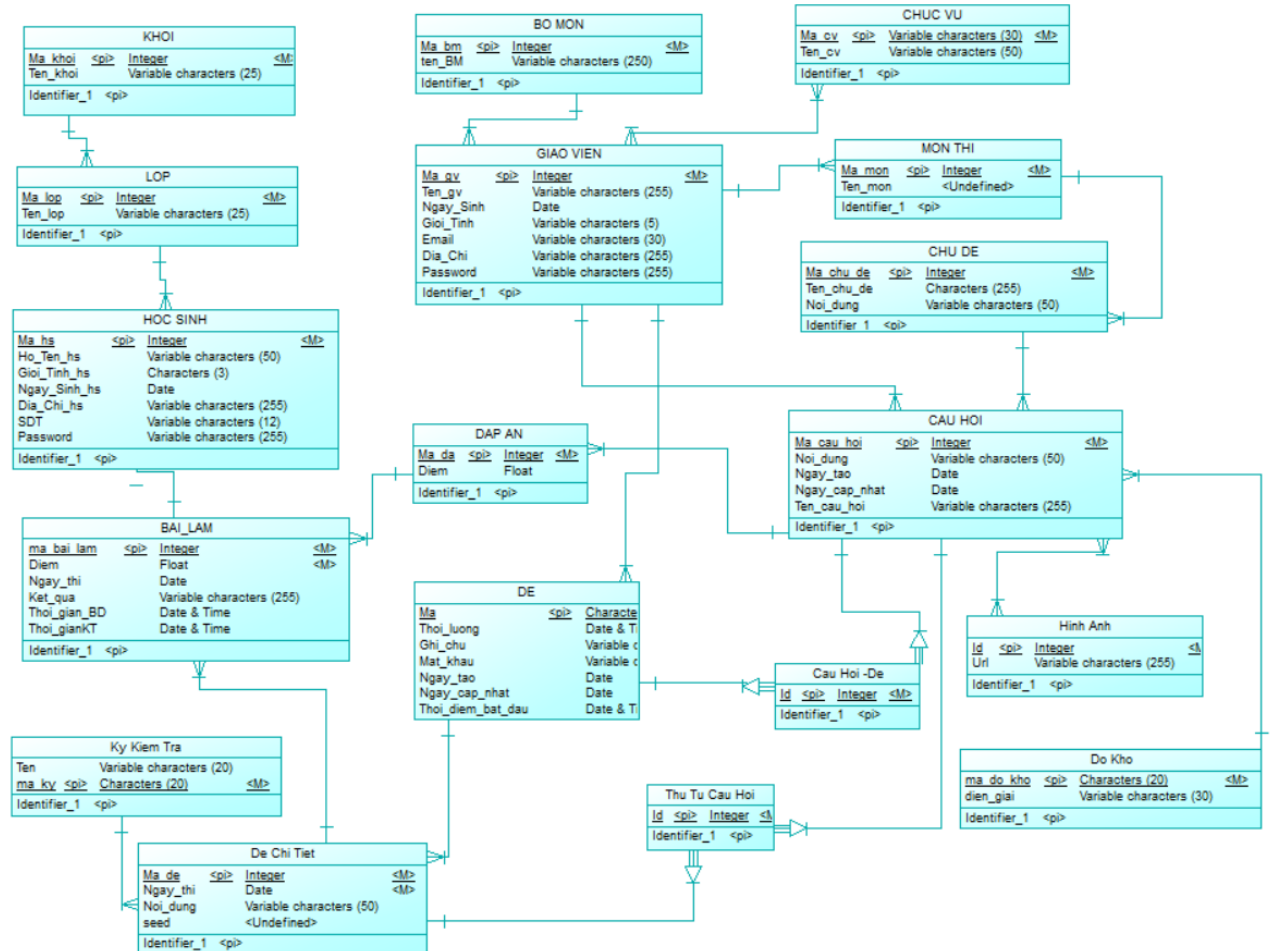 KHOI
Ma_khoi <pi> Integer <M>
Ten_khoi Variable characters (25)
Identifier_1 <pi>
BO MON
Ma_bm <pi> Integer <M>
ten_BM Variable characters (250)
Identifier_1 <pi>
CHUC VU
Ma_cv <pi> Variable characters (30) <M>
Ten_cv Variable characters (50)
Identifier_1 <pi>
LOP
Ma_lop <pi> Integer <M>
Ten_lop Variable characters (25)
Identifier_1 <pi>
GIAO VIEN
Ma_gv <pi> Integer <M>
Ten_gv Variable characters (255)
Ngay_Sinh Date
Gioi_Tinh Variable characters (5)
Email Variable characters (30)
Dia_Chi Variable characters (255)
Password Variable characters (255)
Identifier_1 <pi>
MON THI
Ma_mon <pi> Integer <M>
Ten_mon <Undefined>
Identifier_1 <pi>
CHU DE
Ma_chu_de <pi> Integer <M>
Ten_chu_de Characters (255)
Noi_dung Variable characters (50)
Identifier_1 <pi>
HOC SINH
Ma_hs <pi> Integer <M>
Ho_Ten_hs Variable characters (50)
Gioi_Tinh_hs Characters (3)
Ngay_Sinh_hs Date
Dia_Chi_hs Variable characters (255)
SDT Variable characters (12)
Password Variable characters (255)
Identifier_1 <pi>
DAP AN
Ma_da <pi> Integer <M>
Diem Float
Identifier_1 <pi>
CAU HOI
Ma_cau_hoi <pi> Integer <M>
Noi_dung Variable characters (50)
Ngay_tao Date
Ngay_cap_nhat Date
Ten_cau_hoi Variable characters (255)
Identifier_1 <pi>
BAI_LAM
ma_bai_lam <pi> Integer <M>
Diem Float <M>
Ngay_thi Date
Ket_qua Variable characters (255)
Thoi_gian_BD Date & Time
Thoi_gianKT Date & Time
Identifier_1 <pi>
DE
Ma <pi> Characte
Thoi_luong Date & Ti
Ghi_chu Variable c
Mat_khau Variable c
Ngay_tao Date
Ngay_cap_nhat Date
Thoi_diem_bat_dau Date & Ti
Hinh Anh
Id <pi> Integer
Url Variable characters (255)
Identifier_1 <pi>
Cau Hoi -De
Id <pi> Integer <M>
Identifier_1 <pi>
Ky Kiem Tra
Ten Variable characters (20)
ma_ky <pi> Characters (20) <M>
Identifier_1 <pi>
Do Kho
ma_do_kho <pi> Characters (20) <M>
dien_giai Variable characters (30)
Identifier_1 <pi>
Thu Tu Cau Hoi
Id <pi> Integer
Identifier_1 <pi>
De Chi Tiet
Ma_de <pi> Integer <M>
Ngay_thi Date <M>
Noi_dung Variable characters (50)
seed <Undefined>
Identifier_1 <pi>